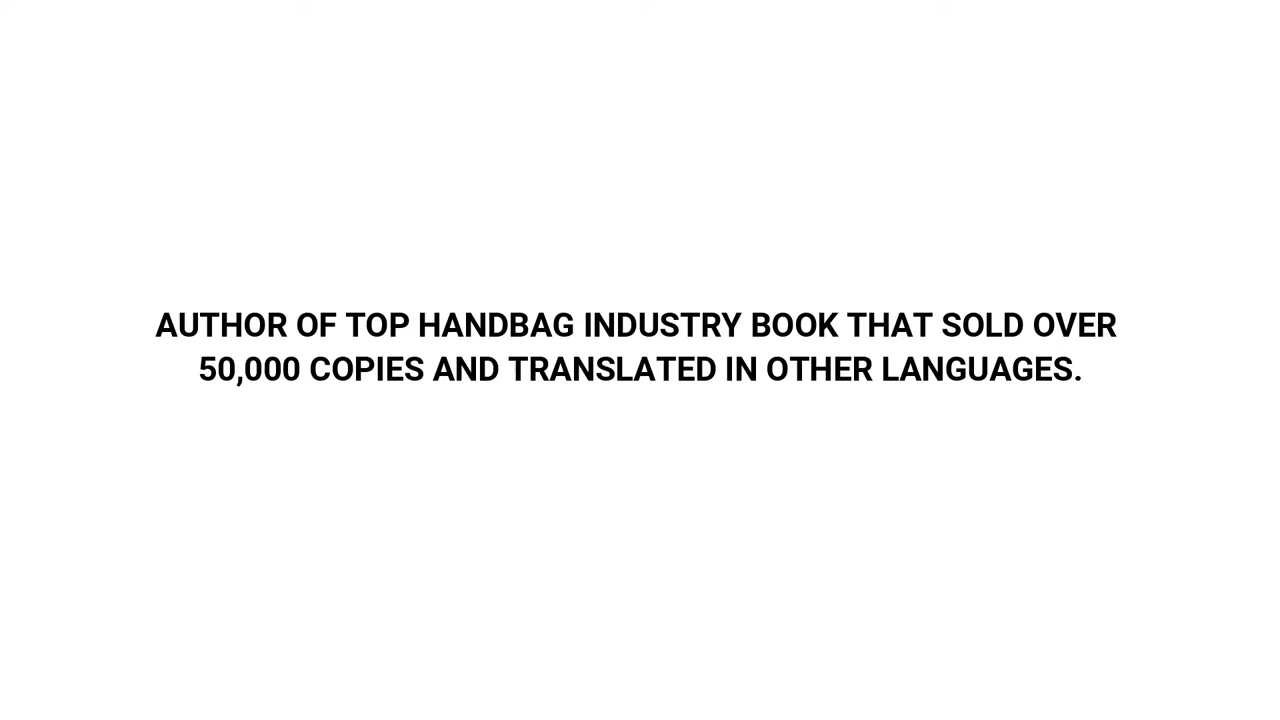 AUTHOR OF TOP HANDBAG INDUSTRY BOOK THAT SOLD OVER
50,000 COPIES AND TRANSLATED IN OTHER LANGUAGES.